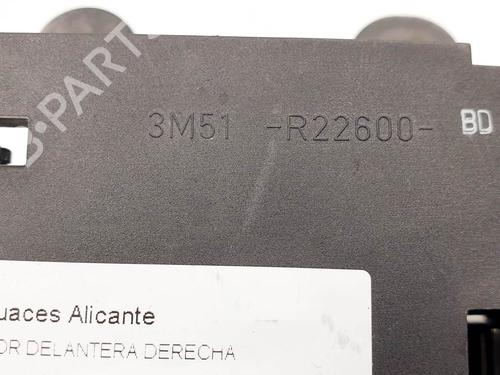 B-PARTS
3M51 -R22600- BD
uaces Alicante
OR DELANTERA DERECHA